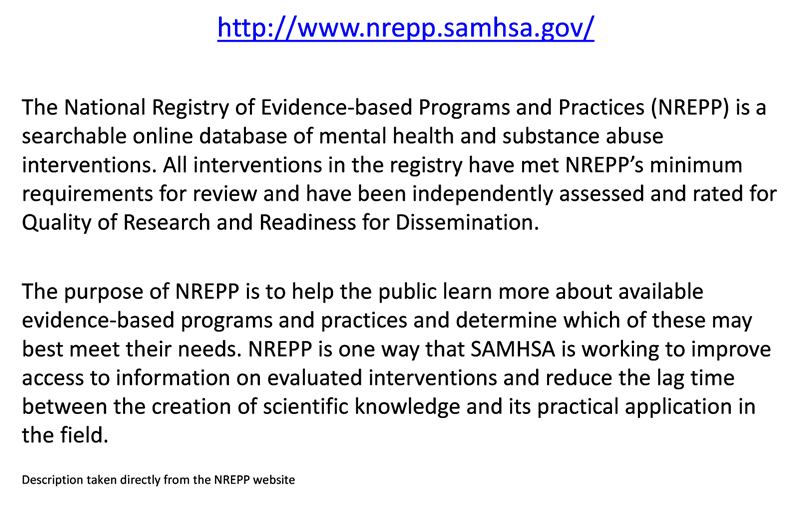 http://www.nrepp.samhsa.gov/
The National Registry of Evidence-based Programs and Practices (NREPP) is a
searchable online database of mental health and substance abuse
interventions. All interventions in the registry have met NREPP’s minimum
requirements for review and have been independently assessed and rated for
Quality of Research and Readiness for Dissemination.
The purpose of NREPP is to help the public learn more about available
evidence-based programs and practices and determine which of these may
best meet their needs. NREPP is one way that SAMHSA is working to improve
access to information on evaluated interventions and reduce the lag time
between the creation of scientific knowledge and its practical application in
the field.
Description taken directly from the NREPP website